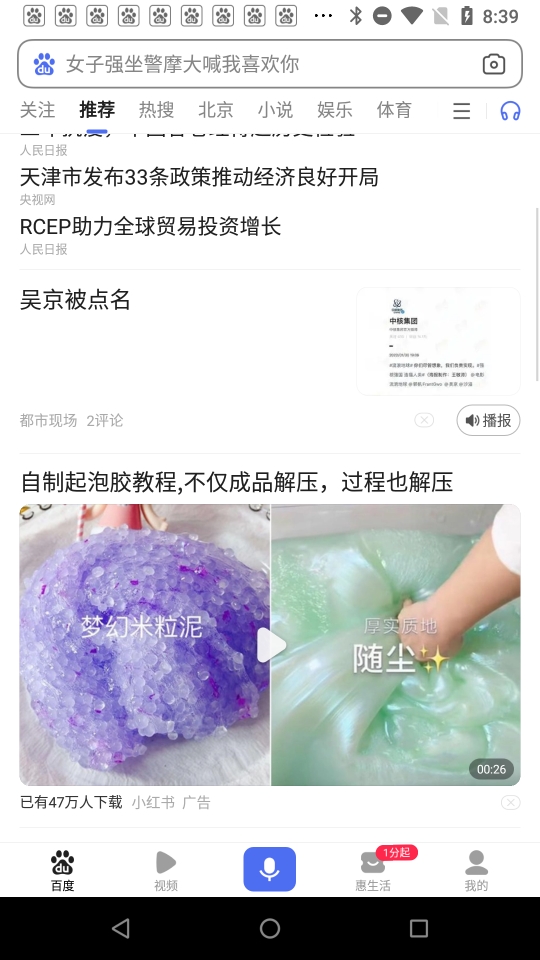 8:39
女子强坐警摩大喊我喜欢你
关注 推荐 热搜 北京 小说 娱乐 体育
人民日报
天津市发布33条政策推动经济良好开局
央视网
RCEP助力全球贸易投资增长
人民日报
吴京被点名
中核集团
都市现场 2评论
播报
自制起泡胶教程,不仅成品解压，过程也解压
梦幻米粒泥
厚实质地
随尘✨
00:26
已有47万人下载 小红书 广告
1分起
百度 视频 惠生活 我的